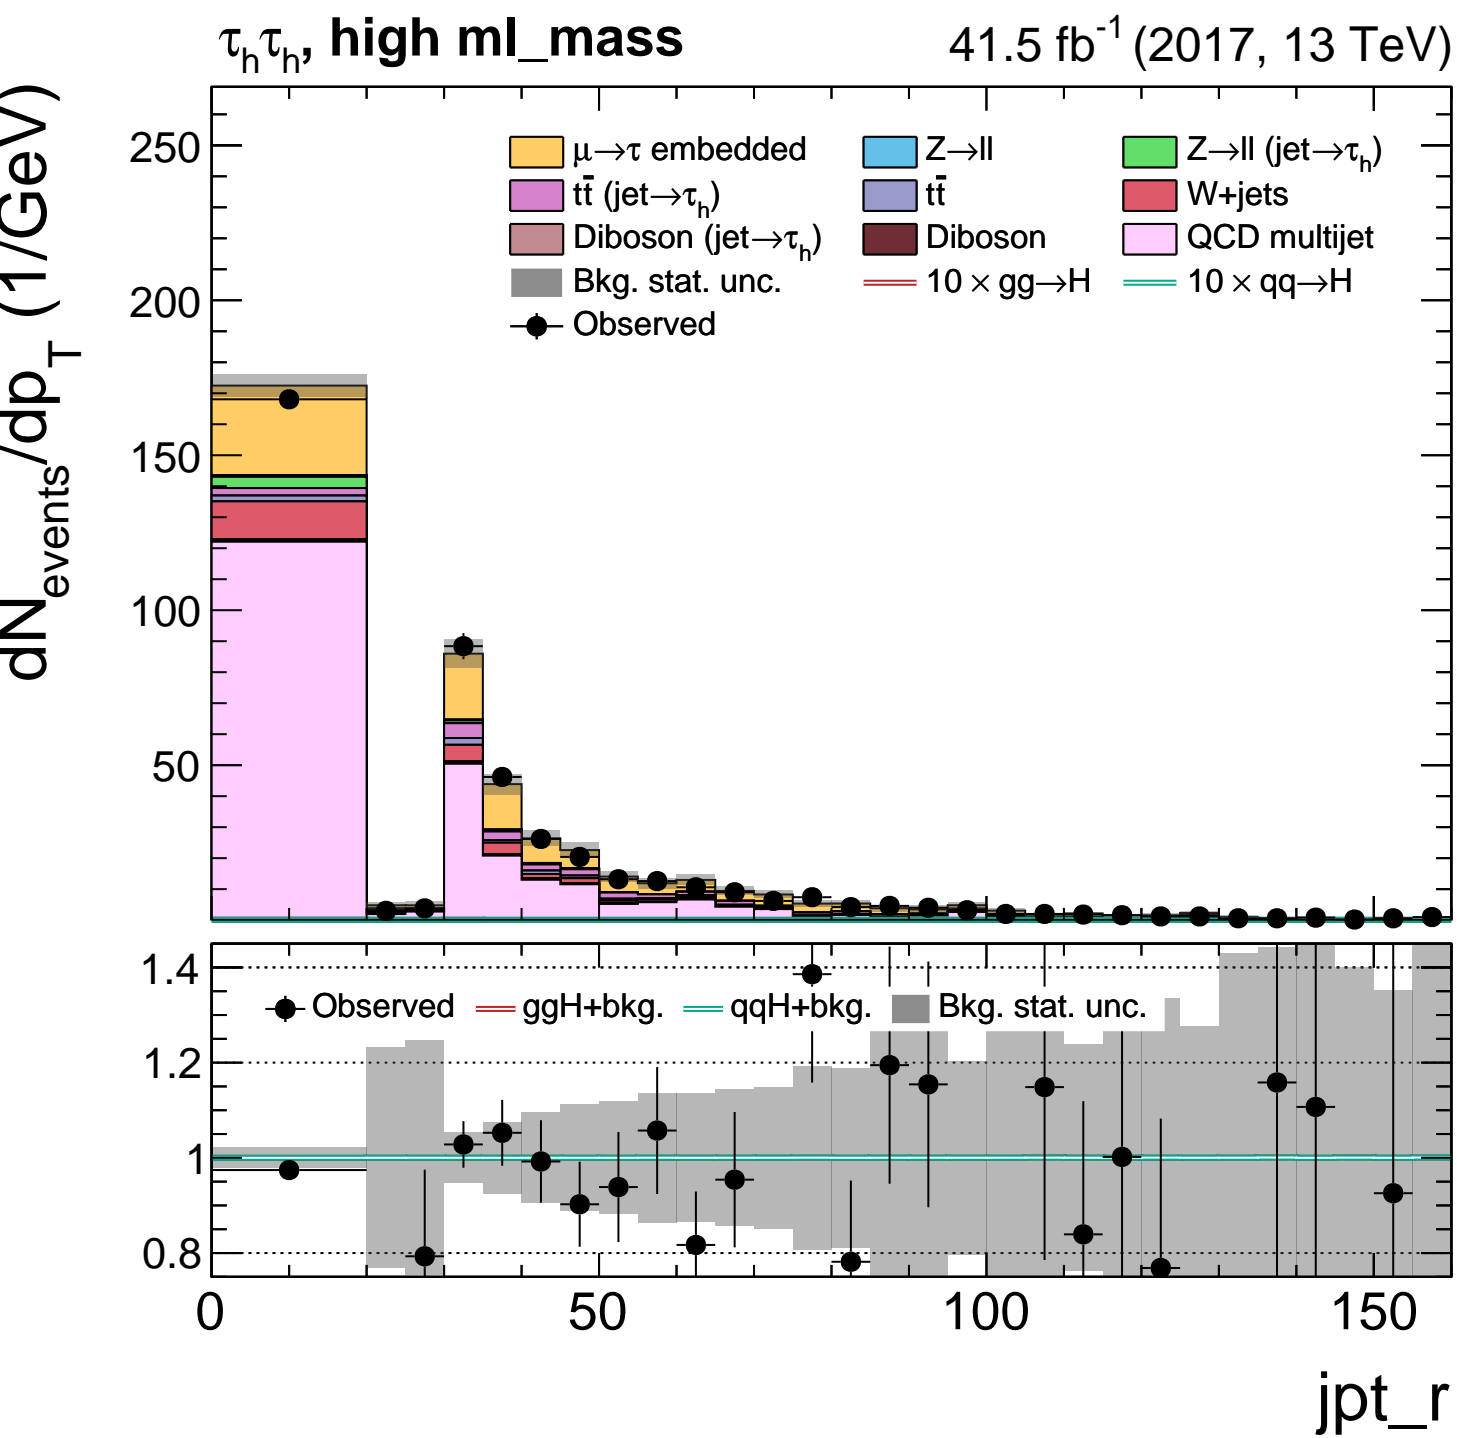 τhτh, high ml_mass 41.5 fb-1 (2017, 13 TeV)
dNevents/dpT (1/GeV)
250
200
150
100
50
μ→τ embedded Z→ll Z→ll (jet→τh)
tt̄ (jet→τh) tt̄ W+jets
Diboson (jet→τh) Diboson QCD multijet
Bkg. stat. unc. 10 × gg→H 10 × qq→H
Observed
1.4
1.2
1
0.8
Observed ggH+bkg. qqH+bkg. Bkg. stat. unc.
0 50 100 150
jpt_r